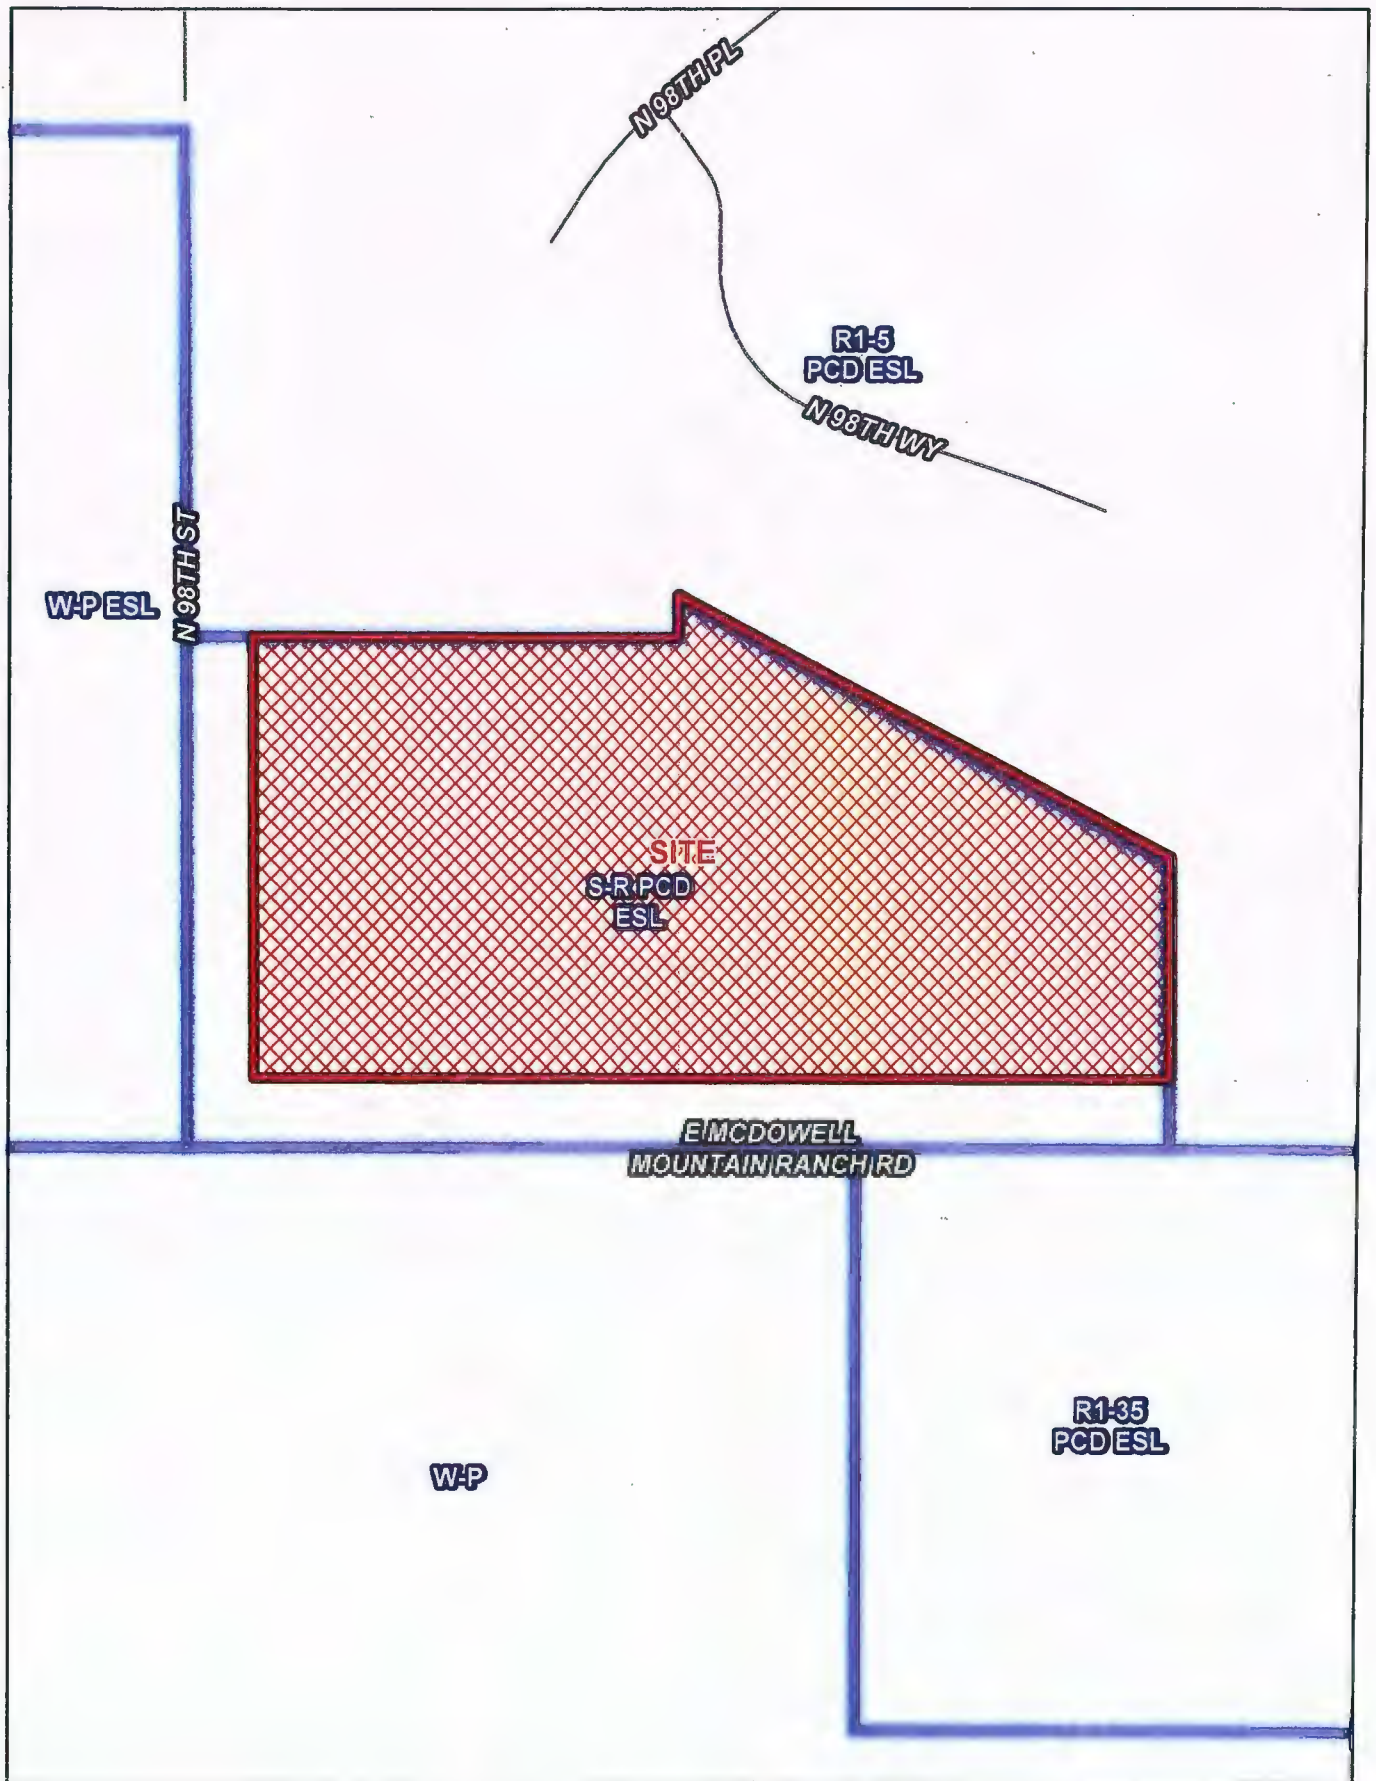 N 98TH PL
R1-5
PCD ESL
N 98TH WY
N 98TH ST
W-P ESL
SITE
S-R PCD
ESL
E MCDOWELL
MOUNTAIN RANCH RD
R1-35
PCD ESL
W-P